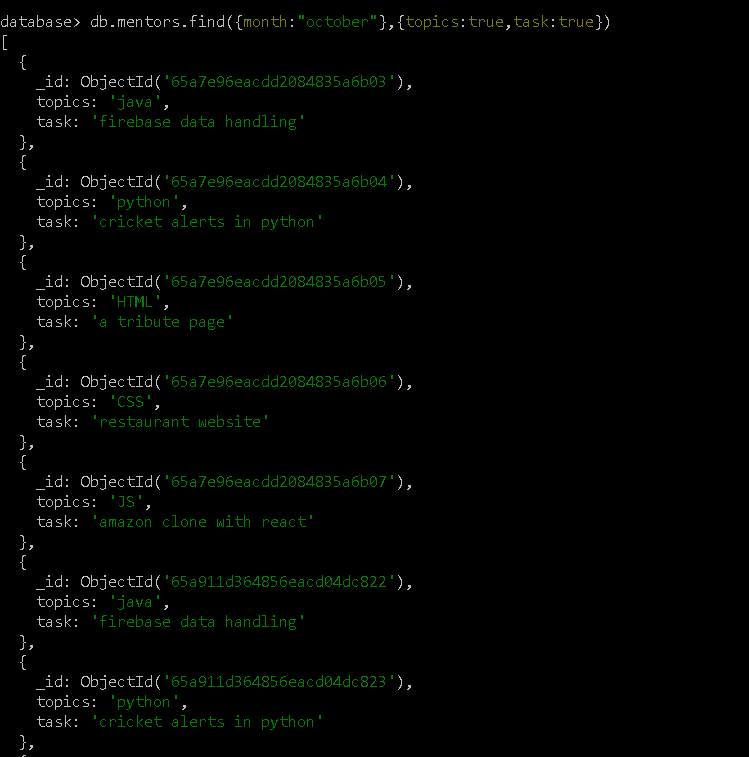 database> db.mentors.find({month:"october"},{topics:true,task:true})
[
  {
    _id: ObjectId('65a7e96eacdd2084835a6b03'),
    topics: 'java',
    task: 'firebase data handling'
  },
  {
    _id: ObjectId('65a7e96eacdd2084835a6b04'),
    topics: 'python',
    task: 'cricket alerts in python'
  },
  {
    _id: ObjectId('65a7e96eacdd2084835a6b05'),
    topics: 'HTML',
    task: 'a tribute page'
  },
  {
    _id: ObjectId('65a7e96eacdd2084835a6b06'),
    topics: 'CSS',
    task: 'restaurant website'
  },
  {
    _id: ObjectId('65a7e96eacdd2084835a6b07'),
    topics: 'JS',
    task: 'amazon clone with react'
  },
  {
    _id: ObjectId('65a911d364856eacd04dc822'),
    topics: 'java',
    task: 'firebase data handling'
  },
  {
    _id: ObjectId('65a911d364856eacd04dc823'),
    topics: 'python',
    task: 'cricket alerts in python'
  },